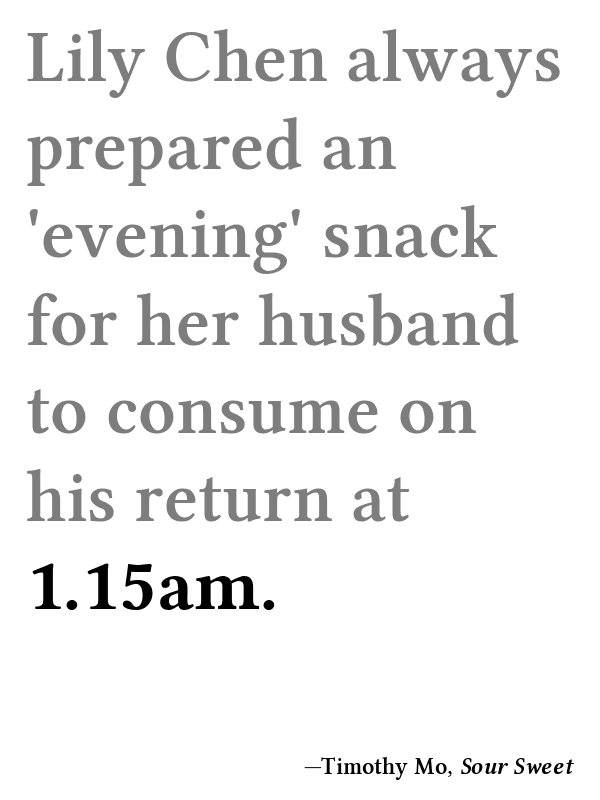 Lily Chen always
prepared an
'evening' snack
for her husband
to consume on
his return at
1.15am.
—Timothy Mo, Sour Sweet